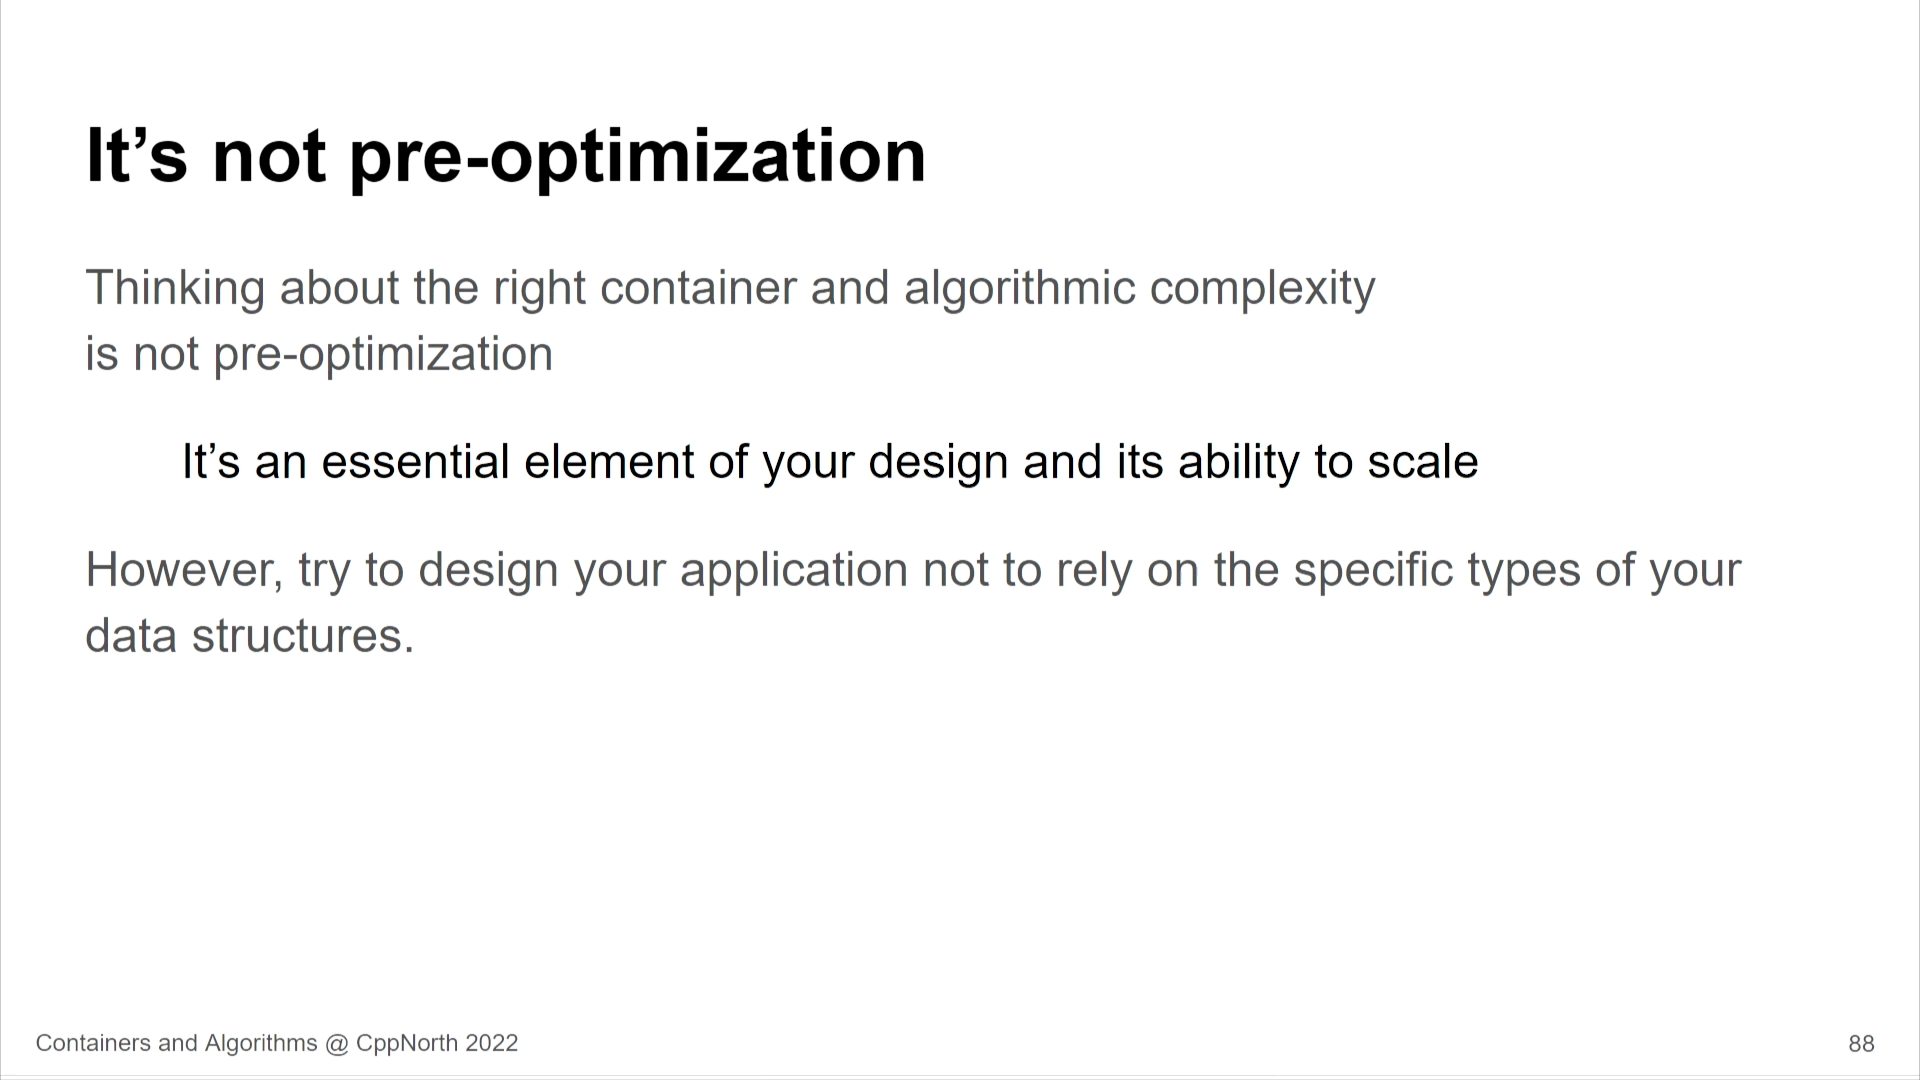 It’s not pre-optimization
Thinking about the right container and algorithmic complexity
is not pre-optimization
It’s an essential element of your design and its ability to scale
However, try to design your application not to rely on the specific types of your
data structures.
Containers and Algorithms @ CppNorth 2022
88